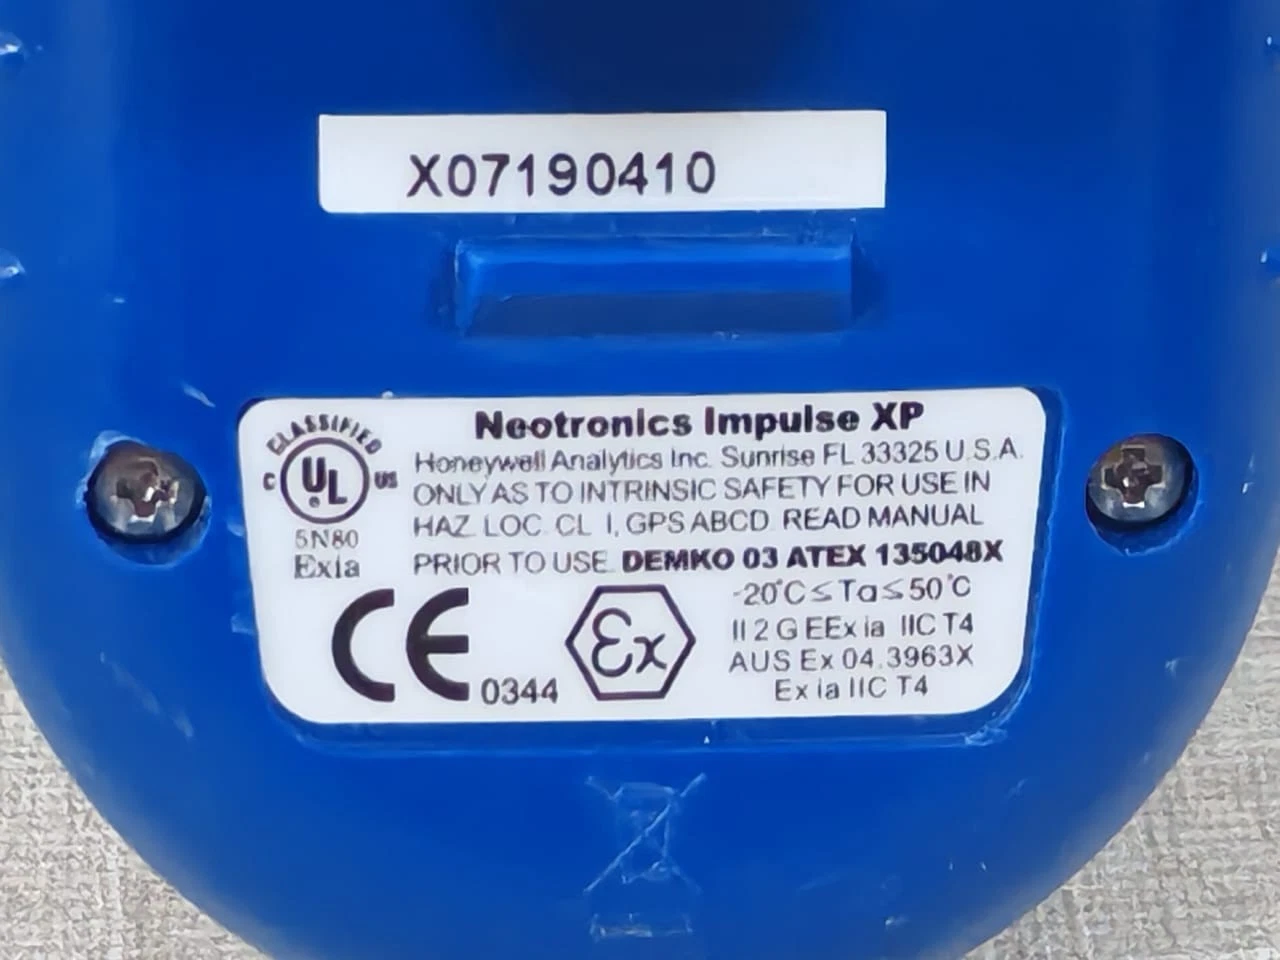 X07190410
CLASSIFIED
C UL US
®
5N80
Exia
Neotronics Impulse XP
Honeywell Analytics Inc. Sunrise FL 33325 U.S.A.
ONLY AS TO INTRINSIC SAFETY FOR USE IN
HAZ. LOC. CL I, GPS ABCD. READ MANUAL
PRIOR TO USE. DEMKO 03 ATEX 135048X
CE 0344
Ex
-20°C≤Ta≤50°C
II 2 G EEx ia IIC T4
AUS Ex 04.3963X
Ex ia IIC T4